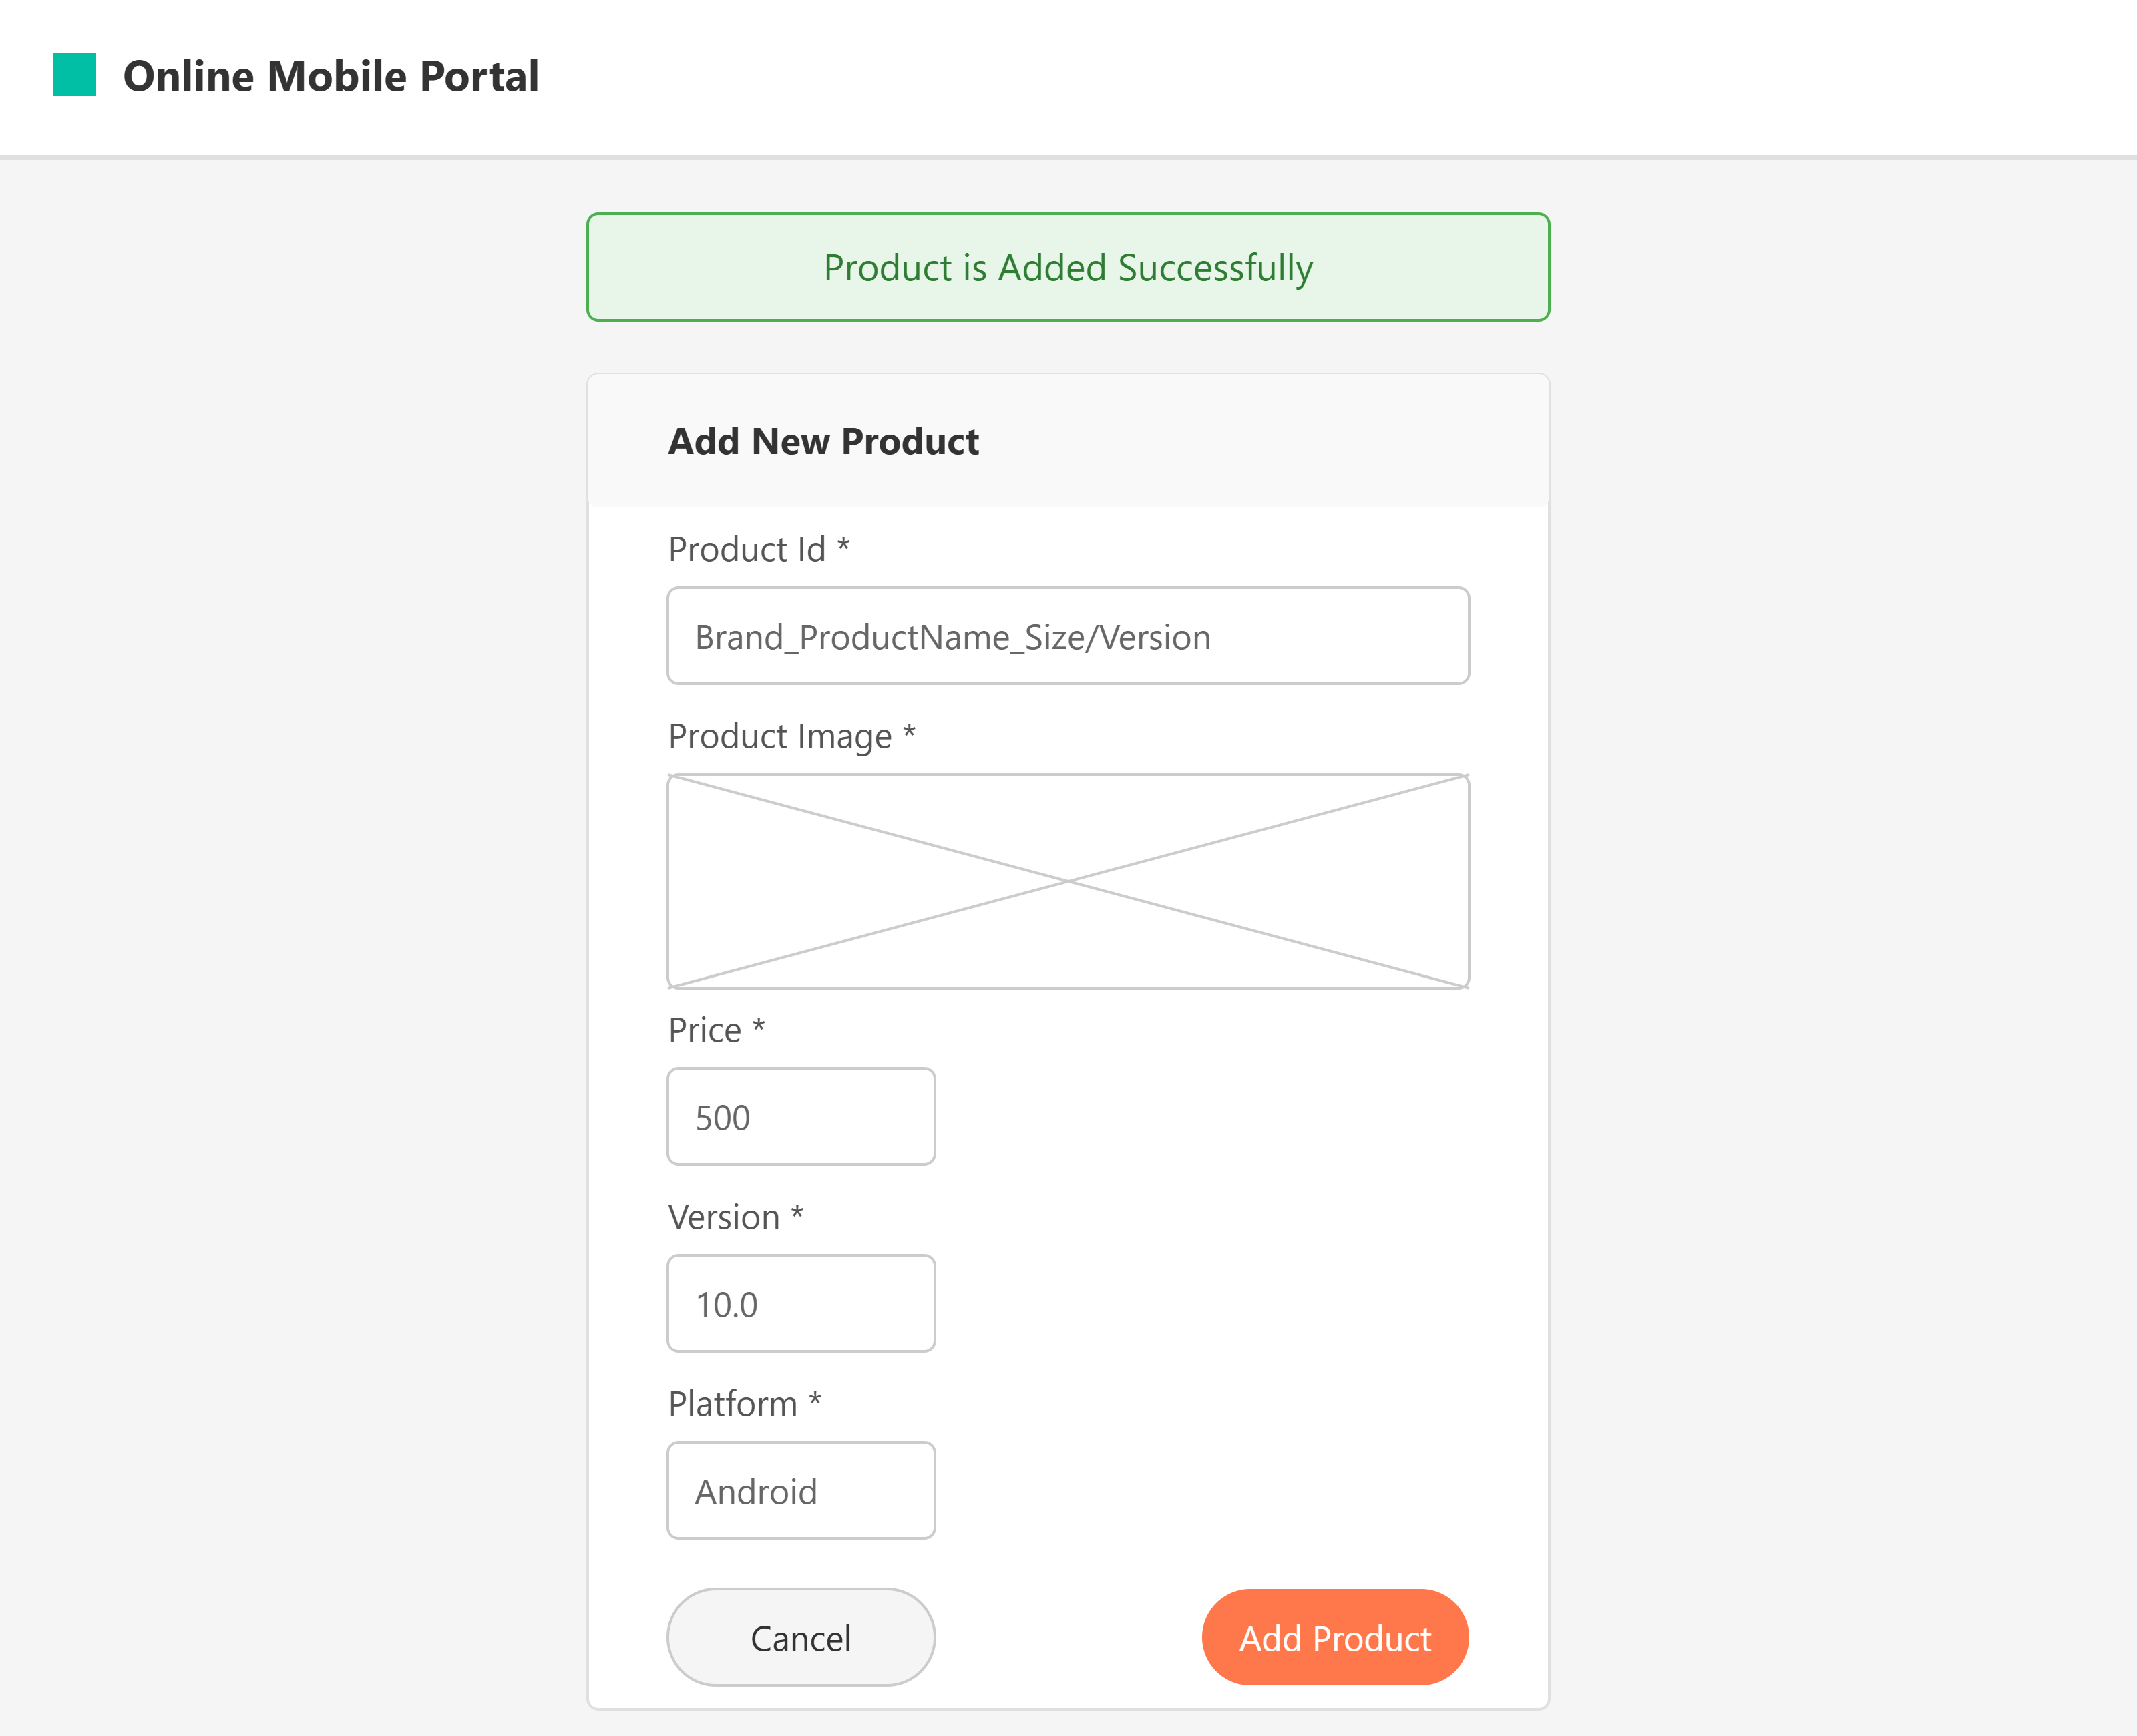 Online Mobile Portal
Product is Added Successfully
Add New Product
Product Id *
Brand_ProductName_Size/Version
Product Image *
Price *
500
Version *
10.0
Platform *
Android
Cancel
Add Product